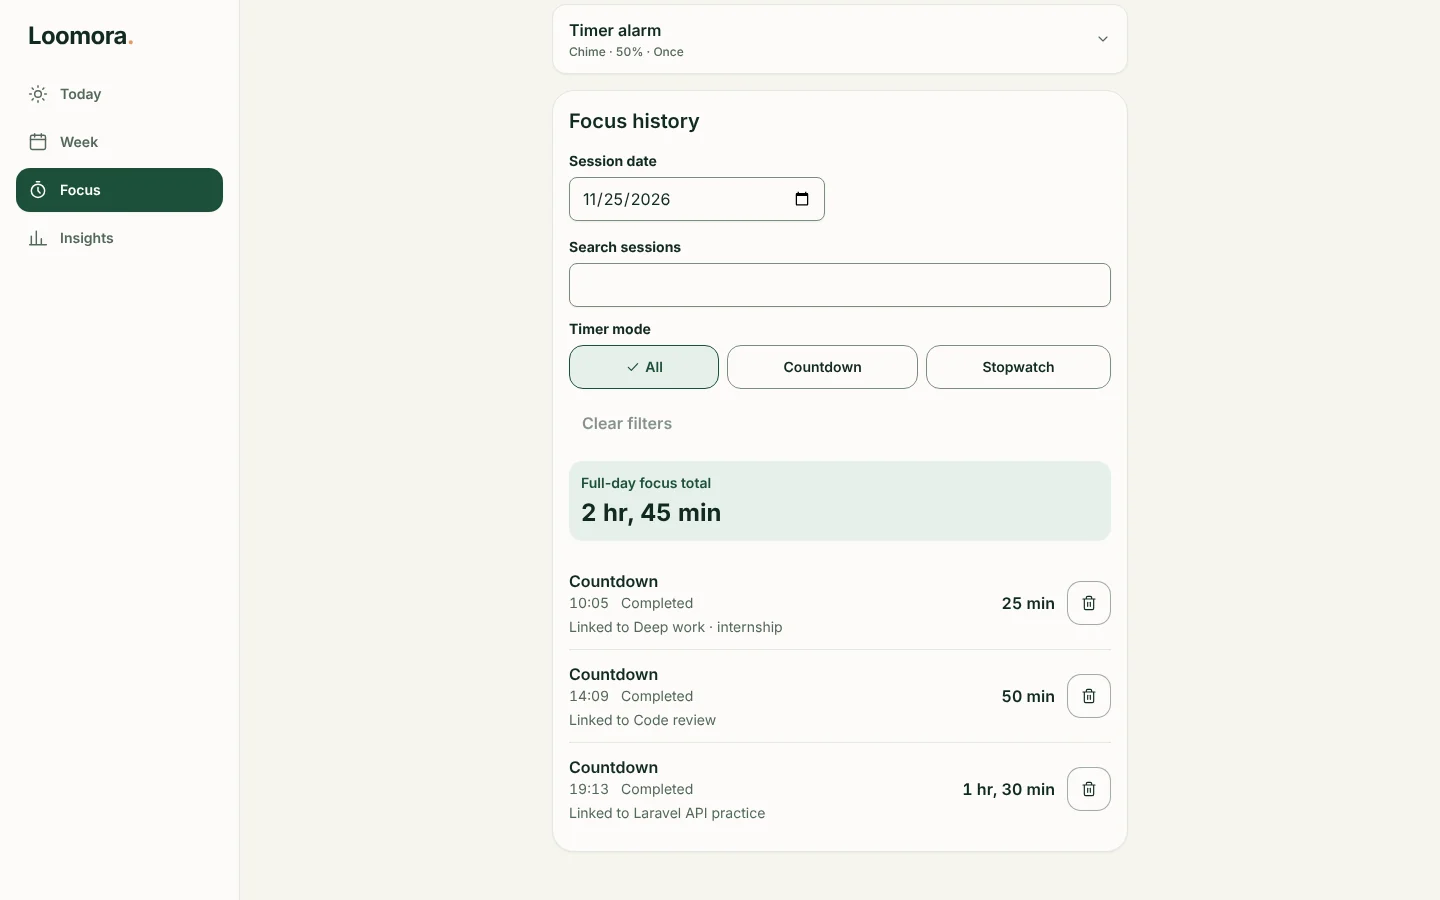 Loomora.
Today
Week
Focus
Insights
Timer alarm
Chime · 50% · Once
Focus history
Session date
11/25/2026
Search sessions
Timer mode
All
Countdown
Stopwatch
Clear filters
Full-day focus total
2 hr, 45 min
Countdown
10:05 Completed
Linked to Deep work · internship
25 min
Countdown
14:09 Completed
Linked to Code review
50 min
Countdown
19:13 Completed
Linked to Laravel API practice
1 hr, 30 min